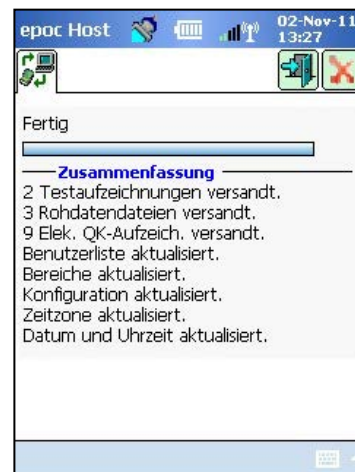 epoc Host
02-Nov-11
13:27
Fertig
Zusammenfassung
2 Testaufzeichnungen versandt.
3 Rohdatendateien versandt.
9 Elek. QK-Aufzeich. versandt.
Benutzerliste aktualisiert.
Bereiche aktualisiert.
Konfiguration aktualisiert.
Zeitzone aktualisiert.
Datum und Uhrzeit aktualisiert.